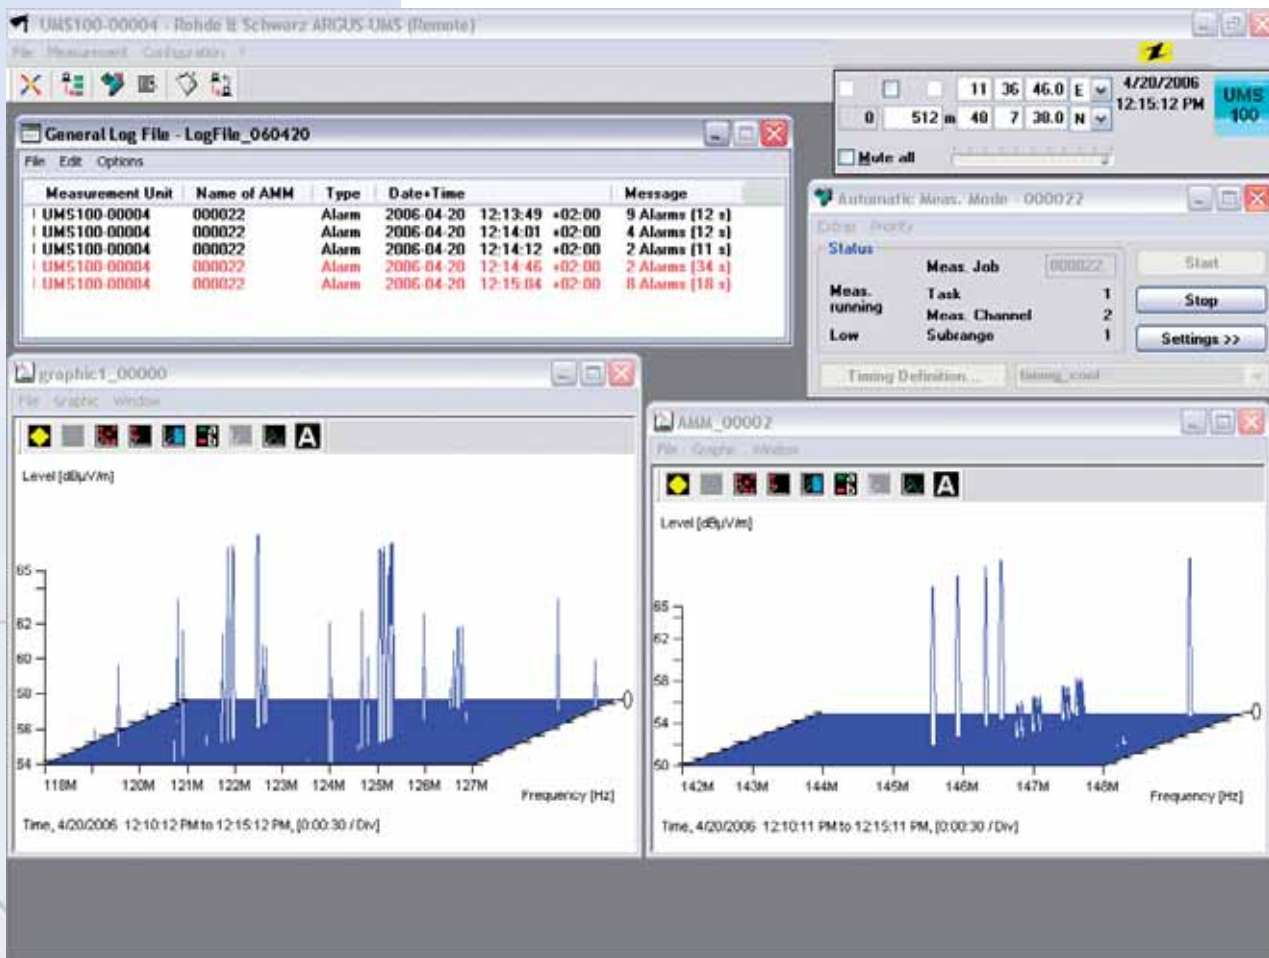 UMS100-00004 - Rohde & Schwarz ARGUS-UMS (Remote)
File Measurement Configuration ?
11 36 46.0 E
0 512 m 48 7 38.0 N
Mute all
4/20/2006
12:15:12 PM
UMS
100
General Log File - LogFile_060420
File Edit Options
Measurement Unit Name of AMM Type Date+Time Message
UMS100-00004 000022 Alarm 2006-04-20 12:13:49 +02:00 9 Alarms (12 s)
UMS100-00004 000022 Alarm 2006-04-20 12:14:01 +02:00 4 Alarms (12 s)
UMS100-00004 000022 Alarm 2006-04-20 12:14:12 +02:00 2 Alarms (11 s)
UMS100-00004 000022 Alarm 2006-04-20 12:14:46 +02:00 2 Alarms (34 s)
UMS100-00004 000022 Alarm 2006-04-20 12:15:04 +02:00 8 Alarms (18 s)
Automatic Meas. Mode - 000022
Extras Priority
Status
Meas. Job 000022
Start
Meas. running
Task 1
Stop
Meas. Channel 2
Low
Subrange 1
Settings >>
Timing Definition...
graphic1_00000
File Graphic Window
A
Level [dBµV/m]
65
62
60
58
56
54
0
118M 120M 121M 122M 123M 124M 125M 126M 127M
Frequency [Hz]
Time, 4/20/2006 12:10:12 PM to 12:15:12 PM, [0:00:30 / Div]
AMM_00002
File Graphic Window
A
Level [dBµV/m]
65
62
58
54
50
0
142M 143M 144M 145M 146M 147M 148M
Frequency [Hz]
Time, 4/20/2006 12:10:11 PM to 12:15:11 PM, [0:00:30 / Div]